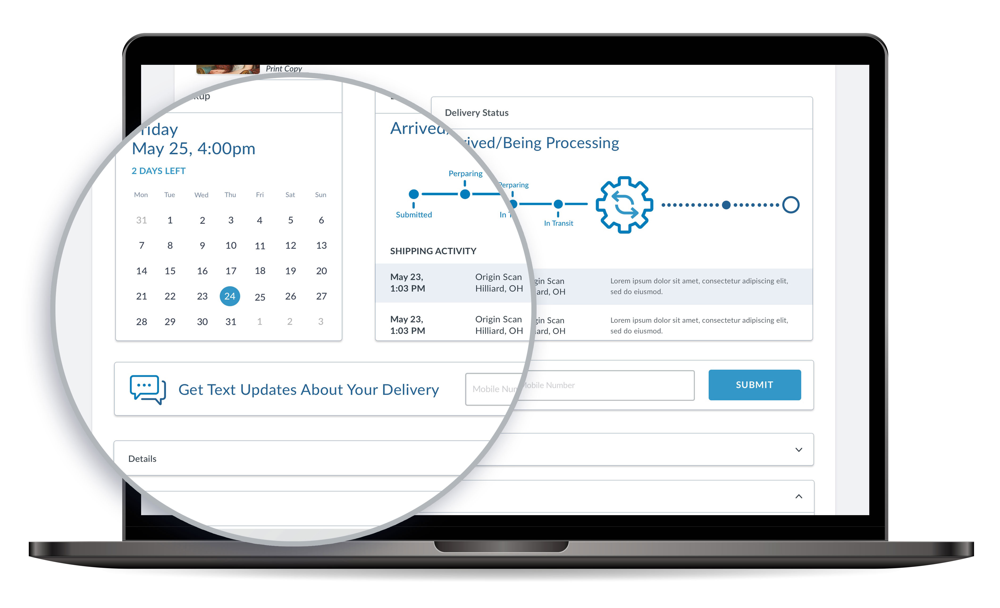 Print Copy
kup
riday
May 25, 4:00pm
2 DAYS LEFT
Mon Tue Wed Thu Fri Sat Sun
31 1 2 3 4 5 6
7 8 9 10 11 12 13
14 15 16 17 18 19 20
21 22 23 24 25 26 27
28 29 30 31 1 2 3
Arrived/
Perparing
Submitted
In T
SHIPPING ACTIVITY
May 23,
1:03 PM
Origin Scan
Hilliard, OH
May 23,
1:03 PM
Origin Scan
Hilliard, OH
Delivery Status
rived/Being Processing
Perparing
In Transit
gin Scan
ard, OH
Lorem ipsum dolor sit amet, consectetur adipiscing elit,
sed do eiusmod.
gin Scan
ard, OH
Lorem ipsum dolor sit amet, consectetur adipiscing elit,
sed do eiusmod.
Get Text Updates About Your Delivery
Mobile Num
Mobile Number
SUBMIT
Details